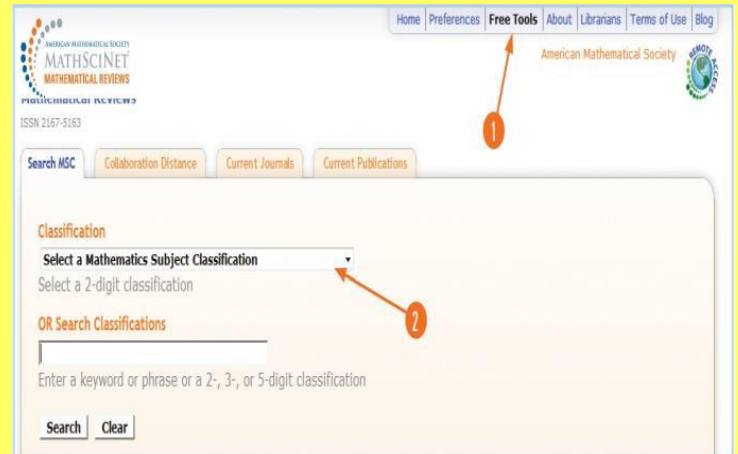 Home Preferences Free Tools About Librarians Terms of Use Blog
AMERICAN MATHEMATICAL SOCIETY
MATHSCINET
MATHEMATICAL REVIEWS
American Mathematical Society
REMOTE ACCESS
Mathematical Reviews
ISSN 2167-5163
1
Search MSC Collaboration Distance Current Journals Current Publications
Classification
Select a Mathematics Subject Classification
Select a 2-digit classification
2
OR Search Classifications
Enter a keyword or phrase or a 2-, 3-, or 5-digit classification
Search Clear